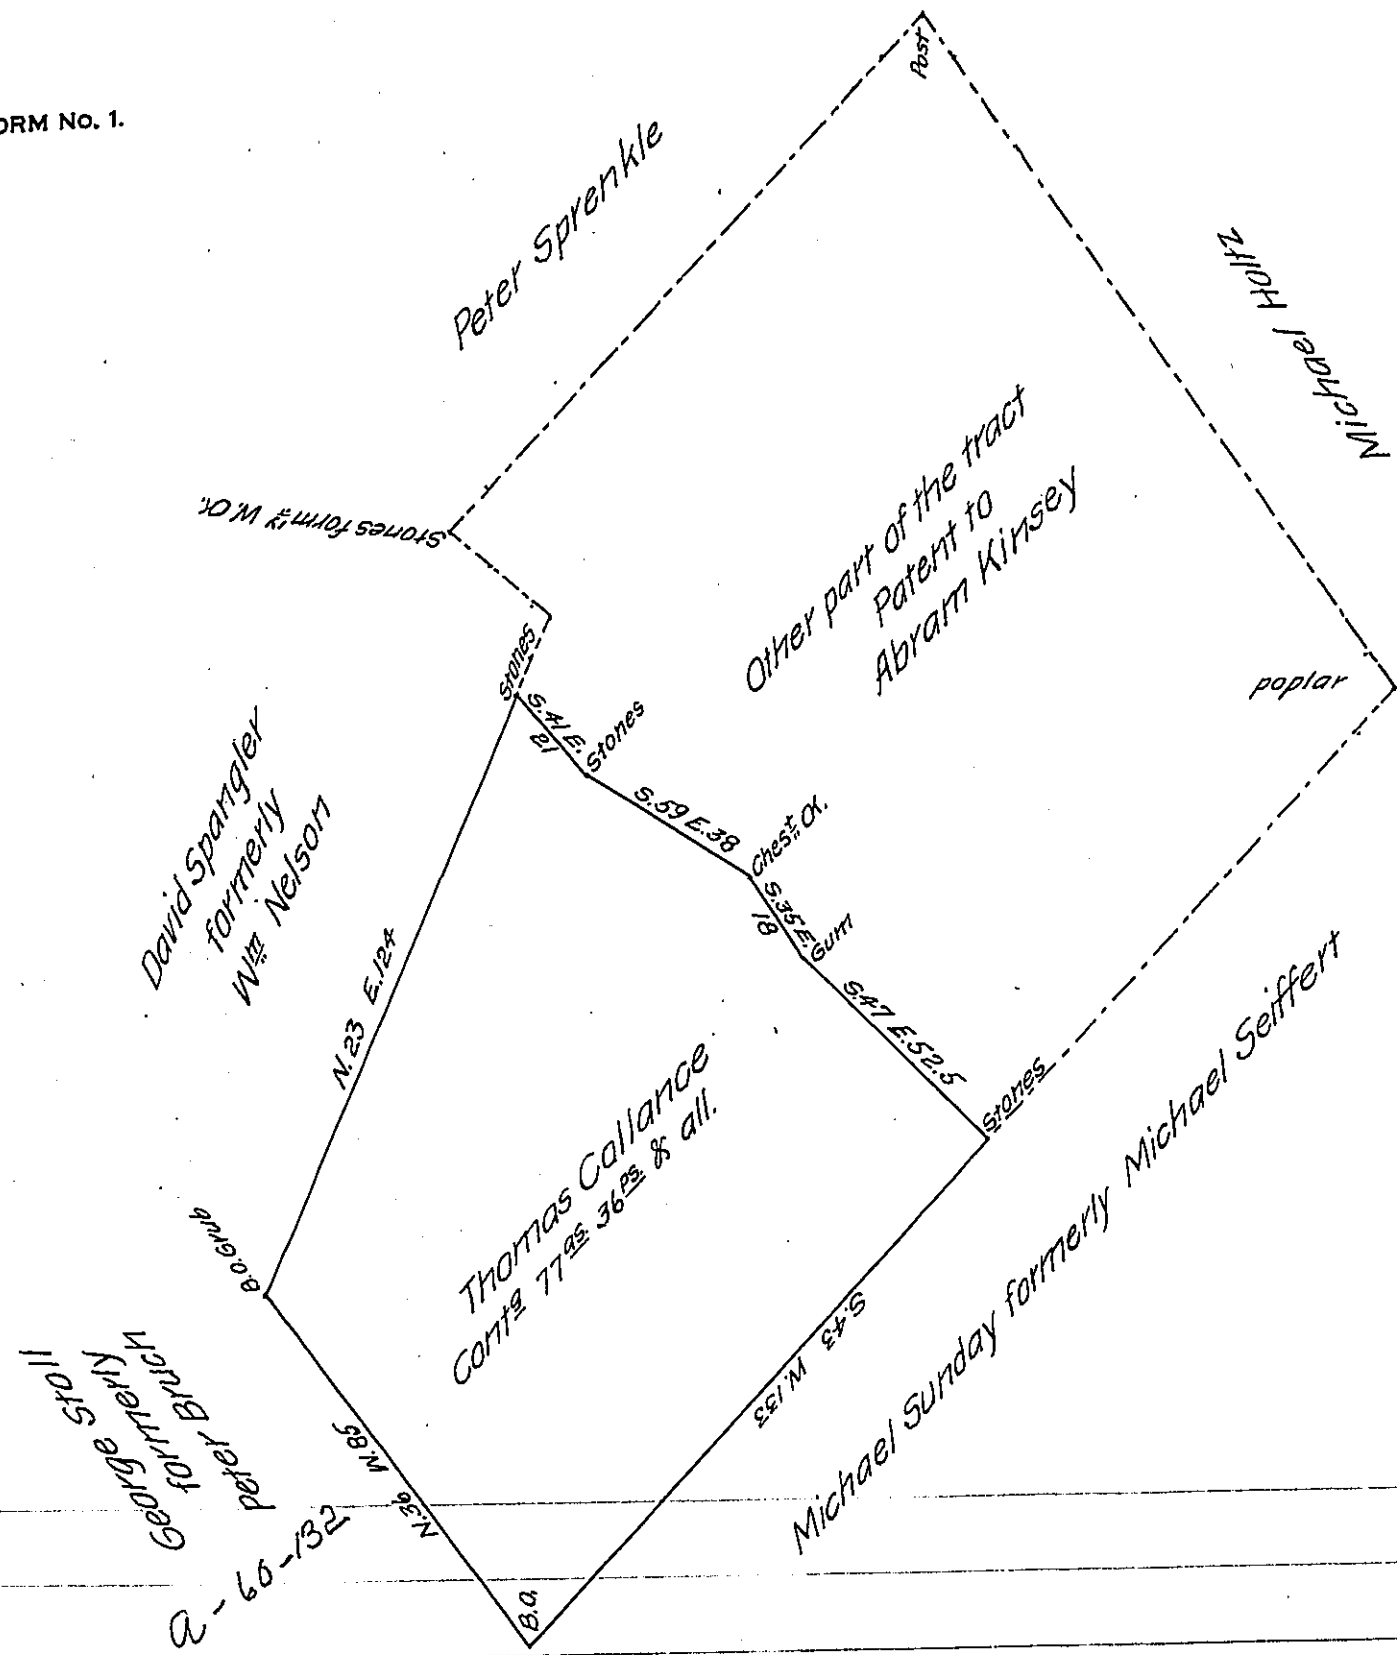 ORM No. 1.
Peter Sprenkle
Post
Michael Holtz
Stones form'ly W.O.
Other part of the tract
Patent to
Abram Kinsey
poplar
David Spangler
formerly
Wm Nelson
Stones
S.41 E.
12
Stones
S.59 E.38
Chest. O.
S.35 E.
18
Gum
S.47 E.52.5
Stones
N.23 E.124
Thomas Callance
Contg 77as. 36ps. & all.
B.O. Grub
George Stoll
formerly
Peter Bruch
N.36 W.85
S.43 W.133
Michael Sunday formerly Michael Seiffert
B.O.
A-60-132